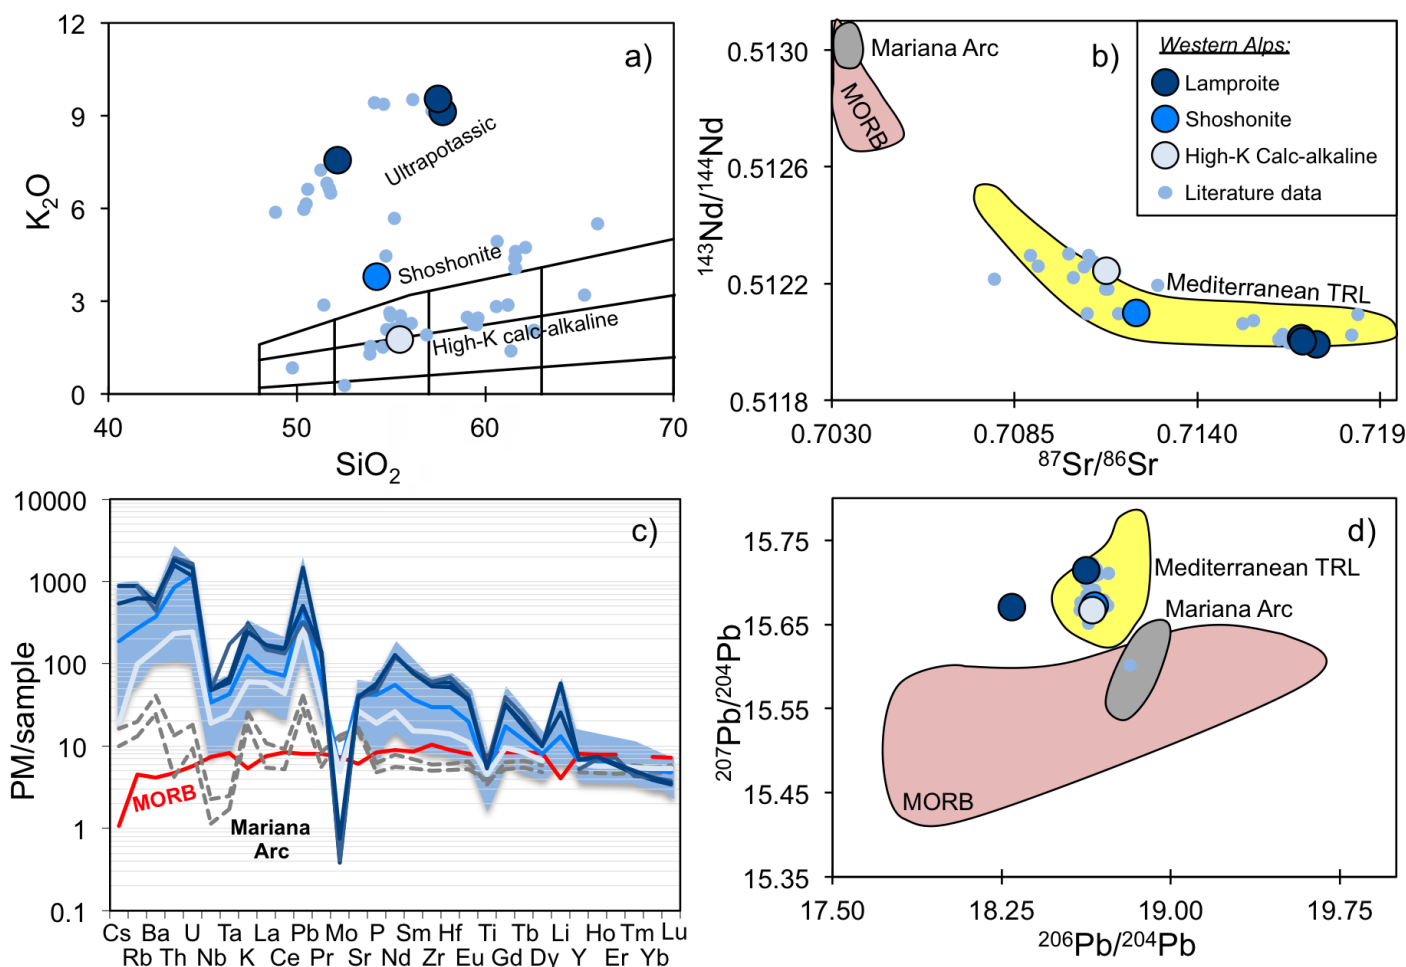 a)
12
9
6
3
0
K2O
40
50
60
70
SiO2
Ultrapotassic
Shoshonite
High-K calc-alkaline
b)
0.5130
0.5126
0.5122
0.5118
143Nd/144Nd
0.7030
0.7085
0.7140
0.719
87Sr/86Sr
Mariana Arc
MORB
Mediterranean TRL
Western Alps:
Lamproite
Shoshonite
High-K Calc-alkaline
Literature data
c)
10000
1000
100
10
1
0.1
PM/sample
MORB
Mariana
Arc
Cs Ba U Ta La Pb Mo P Sm Hf Ti Tb Li Ho Tm Lu
Rb Th Nb K Ce Pr Sr Nd Zr Eu Gd Dy Y Er Yb
d)
15.75
15.65
15.55
15.45
15.35
207Pb/204Pb
17.50
18.25
19.00
19.75
206Pb/204Pb
Mediterranean TRL
Mariana Arc
MORB